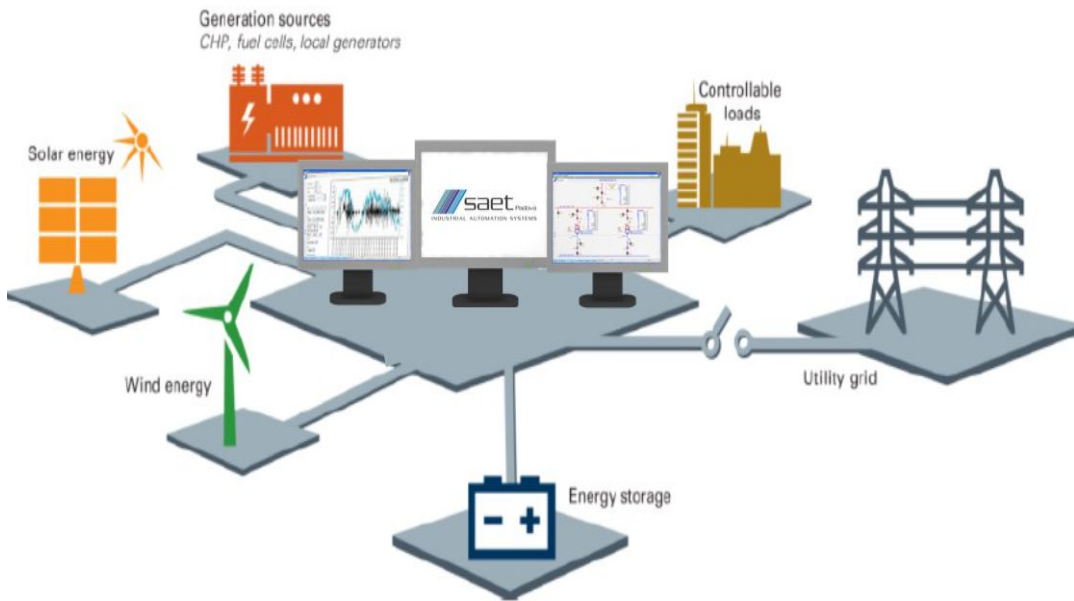 Generation sources
CHP, fuel cells, local generators
Controllable
loads
Solar energy
saet Padova
INDUSTRIAL AUTOMATION SYSTEMS
Wind energy
Utility grid
Energy storage